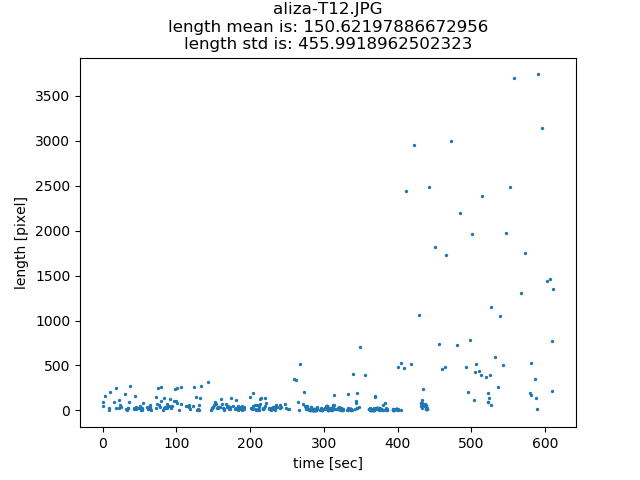 aliza-T12.JPG
length mean is: 150.62197886672956
length std is: 455.9918962502323
3500
3000
2500
2000
1500
1000
500
0
length [pixel]
0 100 200 300 400 500 600
time [sec]